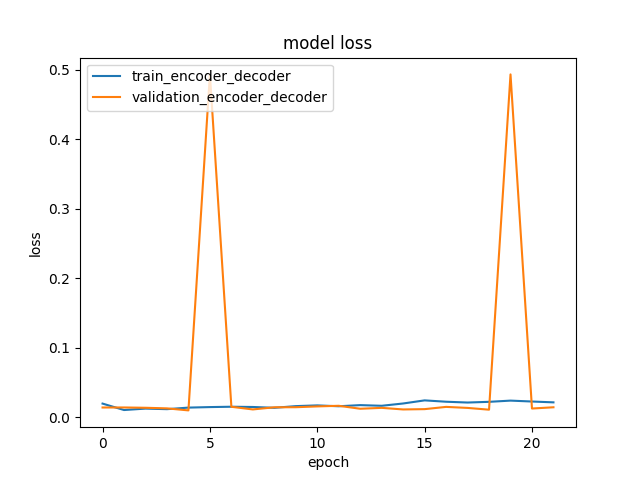 model loss
train_encoder_decoder
validation_encoder_decoder
0.5
0.4
0.3
0.2
0.1
0.0
loss
0 5 10 15 20
epoch